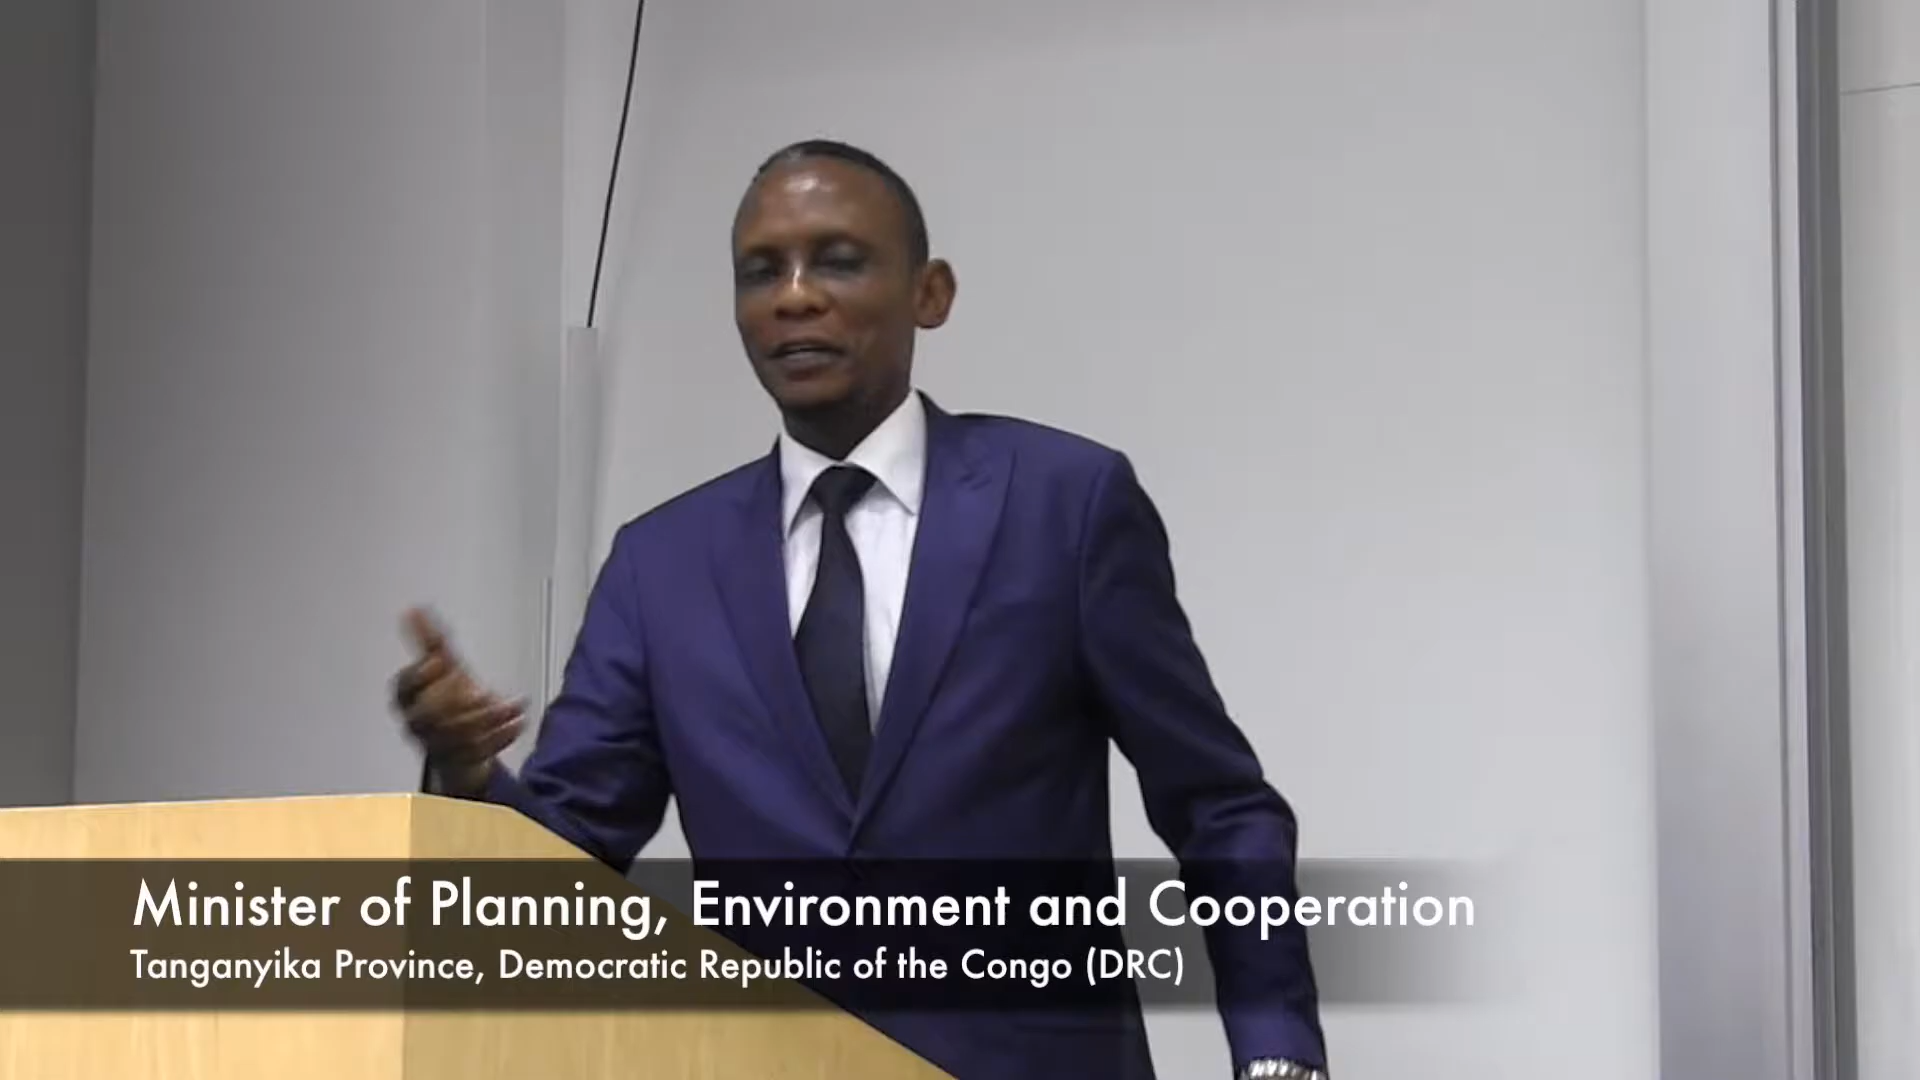 Minister of Planning, Environment and Cooperation
Tanganyika Province, Democratic Republic of the Congo (DRC)